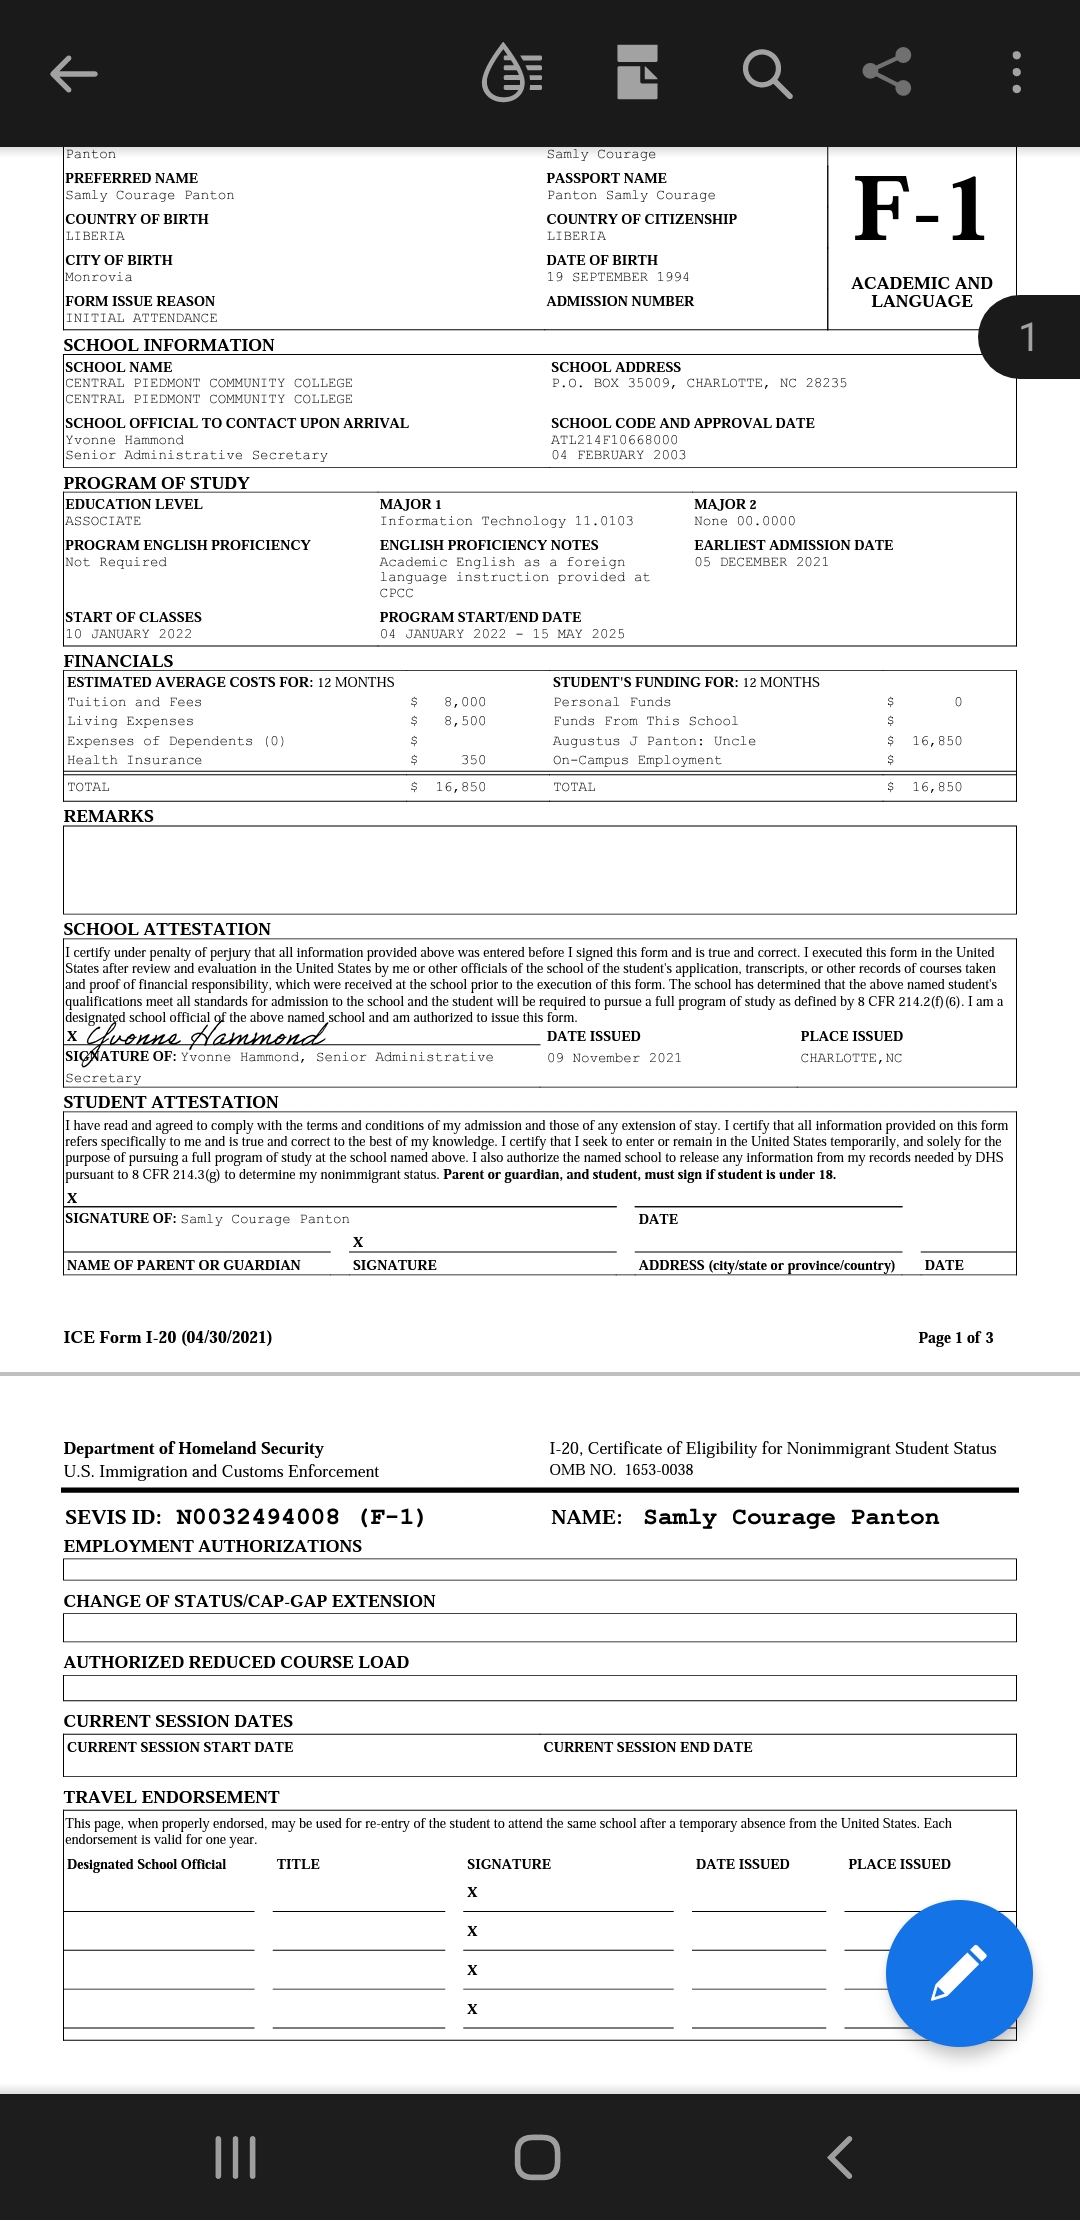 Panton Samly Courage
PREFERRED NAME PASSPORT NAME
Samly Courage Panton Panton Samly Courage
F-1
COUNTRY OF BIRTH COUNTRY OF CITIZENSHIP
LIBERIA LIBERIA
CITY OF BIRTH DATE OF BIRTH
Monrovia 19 SEPTEMBER 1994
ACADEMIC AND
LANGUAGE
FORM ISSUE REASON ADMISSION NUMBER
INITIAL ATTENDANCE
1
SCHOOL INFORMATION
SCHOOL NAME SCHOOL ADDRESS
CENTRAL PIEDMONT COMMUNITY COLLEGE P.O. BOX 35009, CHARLOTTE, NC 28235
CENTRAL PIEDMONT COMMUNITY COLLEGE
SCHOOL OFFICIAL TO CONTACT UPON ARRIVAL SCHOOL CODE AND APPROVAL DATE
Yvonne Hammond ATL214F10668000
Senior Administrative Secretary 04 FEBRUARY 2003
PROGRAM OF STUDY
EDUCATION LEVEL MAJOR 1 MAJOR 2
ASSOCIATE Information Technology 11.0103 None 00.0000
PROGRAM ENGLISH PROFICIENCY ENGLISH PROFICIENCY NOTES EARLIEST ADMISSION DATE
Not Required Academic English as a foreign 05 DECEMBER 2021
language instruction provided at
CPCC
START OF CLASSES PROGRAM START/END DATE
10 JANUARY 2022 04 JANUARY 2022 - 15 MAY 2025
FINANCIALS
ESTIMATED AVERAGE COSTS FOR: 12 MONTHS STUDENT'S FUNDING FOR: 12 MONTHS
Tuition and Fees $ 8,000 Personal Funds $ 0
Living Expenses $ 8,500 Funds From This School $
Expenses of Dependents (0) $ Augustus J Panton: Uncle $ 16,850
Health Insurance $ 350 On-Campus Employment $
TOTAL $ 16,850 TOTAL $ 16,850
REMARKS
SCHOOL ATTESTATION
I certify under penalty of perjury that all information provided above was entered before I signed this form and is true and correct. I executed this form in the United
States after review and evaluation in the United States by me or other officials of the school of the student's application, transcripts, or other records of courses taken
and proof of financial responsibility, which were received at the school prior to the execution of this form. The school has determined that the above named student's
qualifications meet all standards for admission to the school and the student will be required to pursue a full program of study as defined by 8 CFR 214.2(f)(6). I am a
designated school official of the above named school and am authorized to issue this form.
X Yvonne Hammond DATE ISSUED PLACE ISSUED
SIGNATURE OF: Yvonne Hammond, Senior Administrative 09 November 2021 CHARLOTTE,NC
Secretary
STUDENT ATTESTATION
I have read and agreed to comply with the terms and conditions of my admission and those of any extension of stay. I certify that all information provided on this form
refers specifically to me and is true and correct to the best of my knowledge. I certify that I seek to enter or remain in the United States temporarily, and solely for the
purpose of pursuing a full program of study at the school named above. I also authorize the named school to release any information from my records needed by DHS
pursuant to 8 CFR 214.3(g) to determine my nonimmigrant status. Parent or guardian, and student, must sign if student is under 18.
X
SIGNATURE OF: Samly Courage Panton DATE
X
NAME OF PARENT OR GUARDIAN SIGNATURE ADDRESS (city/state or province/country) DATE
ICE Form I-20 (04/30/2021) Page 1 of 3
Department of Homeland Security I-20, Certificate of Eligibility for Nonimmigrant Student Status
U.S. Immigration and Customs Enforcement OMB NO. 1653-0038
SEVIS ID: N0032494008 (F-1) NAME: Samly Courage Panton
EMPLOYMENT AUTHORIZATIONS
CHANGE OF STATUS/CAP-GAP EXTENSION
AUTHORIZED REDUCED COURSE LOAD
CURRENT SESSION DATES
CURRENT SESSION START DATE CURRENT SESSION END DATE
TRAVEL ENDORSEMENT
This page, when properly endorsed, may be used for re-entry of the student to attend the same school after a temporary absence from the United States. Each
endorsement is valid for one year.
Designated School Official TITLE SIGNATURE DATE ISSUED PLACE ISSUED
X
X
X
X